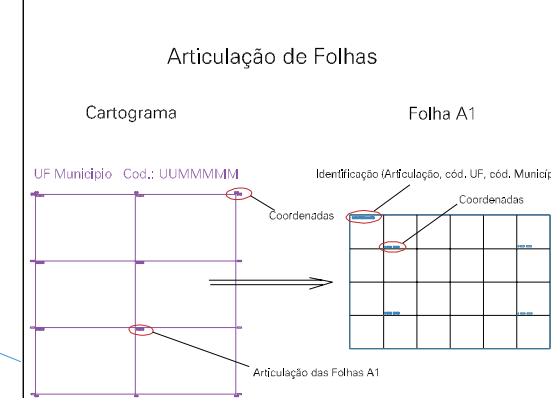 Articulação de Folhas
Cartograma
Folha A1
UF Municipio Cod.: UUMMMMM
Identificação (Articulação, cód. UF, cód. Municíp
Coordenadas
Coordenadas
Articulação das Folhas A1